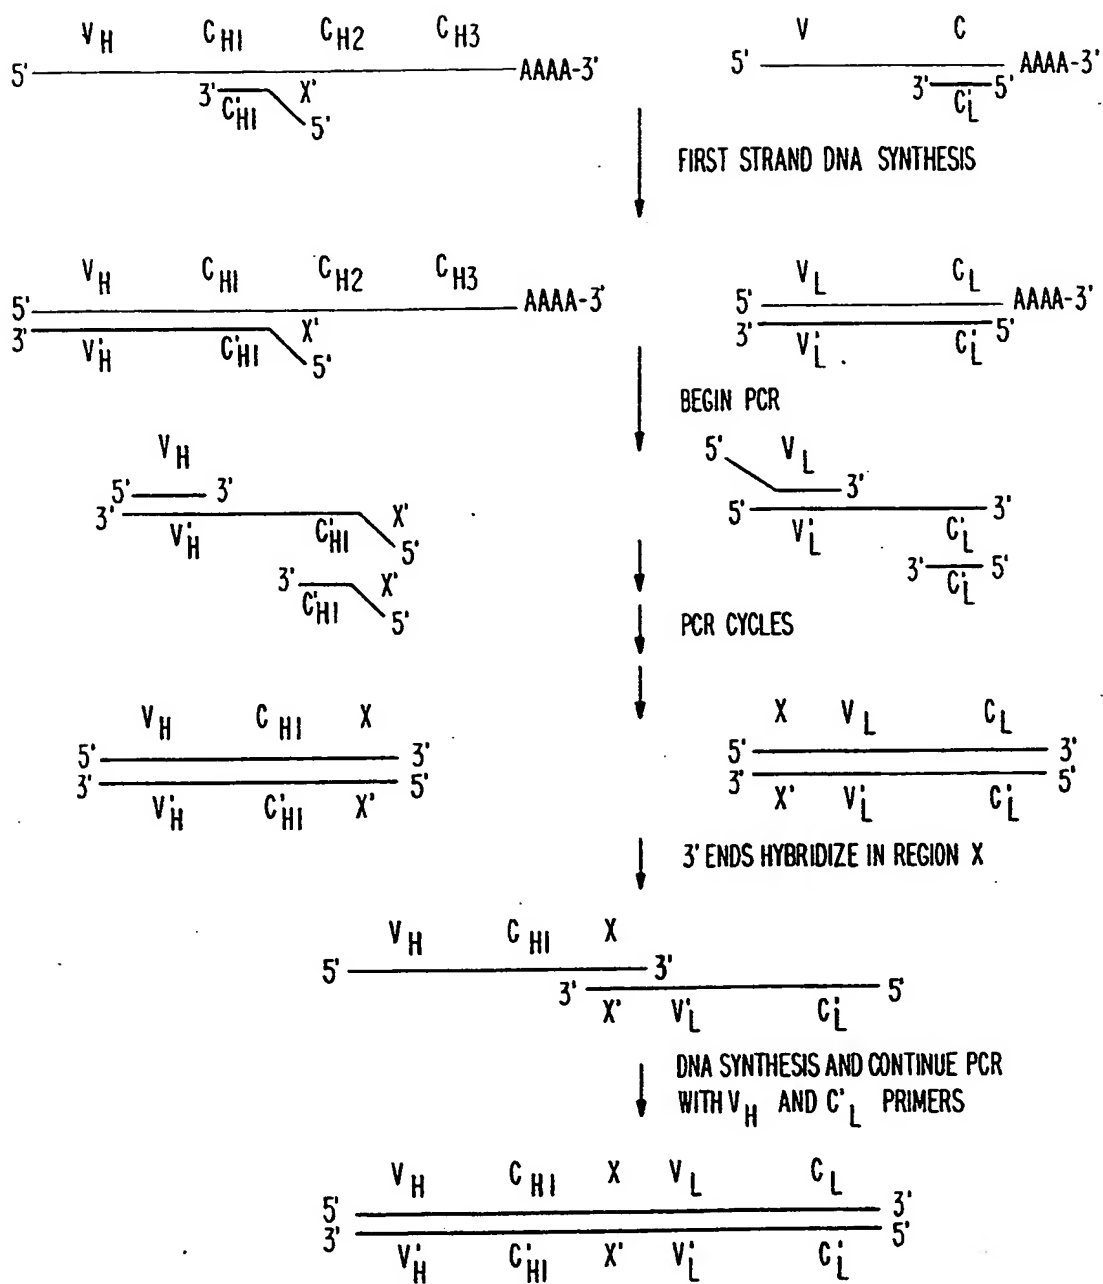 V_H C_H1 C_H2 C_H3 V C
5' AAAA-3' 5' AAAA-3'
3' C'_H1 X' 5' 3' C'_L 5'
FIRST STRAND DNA SYNTHESIS
V_H C_H1 C_H2 C_H3 V_L C_L
5' AAAA-3' 5' AAAA-3'
3' V'_H C'_H1 X' 5' 3' V'_L C'_L 5'
BEGIN PCR
V_H 5' V_L
5' 3' 3'
3' V'_H C'_H1 X' 5' 5' V'_L C'_L 3'
3' C'_H1 X' 5' 3' C'_L 5'
PCR CYCLES
V_H C_H1 X X V_L C_L
5' 3' 5' 3'
3' 5' 3' 5'
V'_H C'_H1 X' X' V'_L C'_L
3' ENDS HYBRIDIZE IN REGION X
V_H C_H1 X
5' 3'
3' 5'
X' V'_L C'_L
DNA SYNTHESIS AND CONTINUE PCR
WITH V_H AND C'_L PRIMERS
V_H C_H1 X V_L C_L
5' 3'
3' 5'
V'_H C'_H1 X' V'_L C'_L